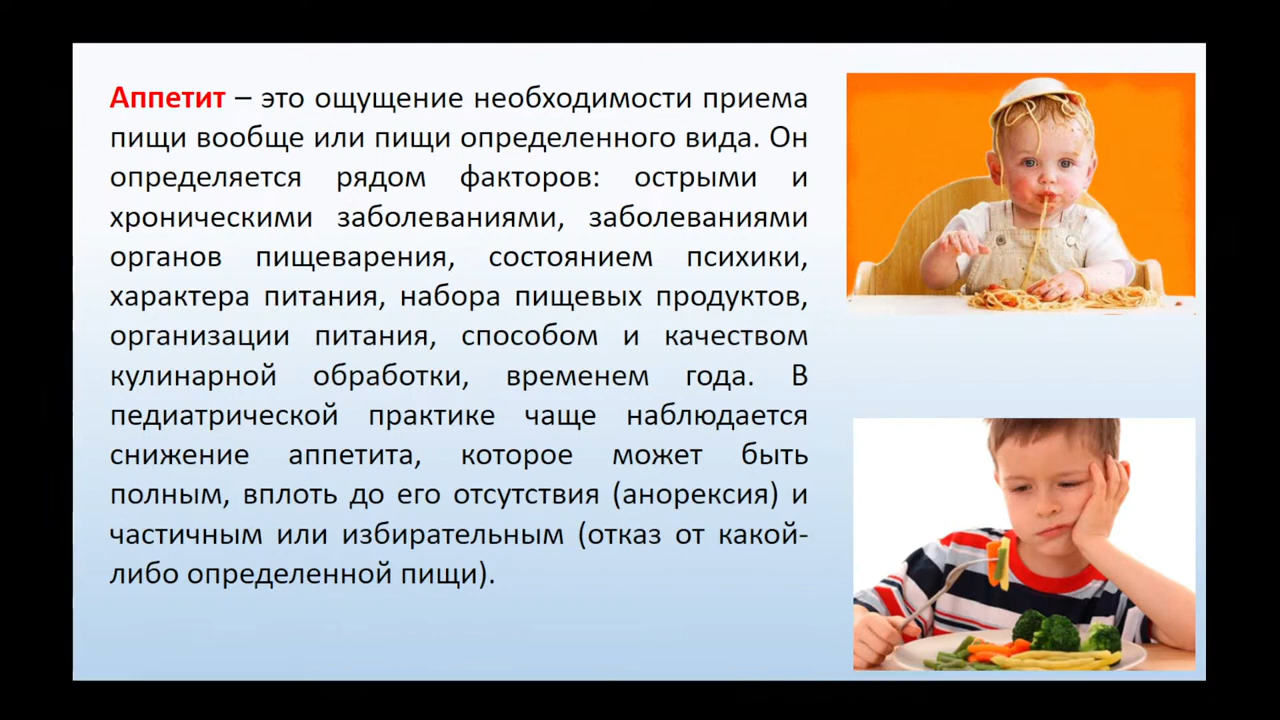 Аппетит – это ощущение необходимости приема
пищи вообще или пищи определенного вида. Он
определяется рядом факторов: острыми и
хроническими заболеваниями, заболеваниями
органов пищеварения, состоянием психики,
характера питания, набора пищевых продуктов,
организации питания, способом и качеством
кулинарной обработки, временем года. В
педиатрической практике чаще наблюдается
снижение аппетита, которое может быть
полным, вплоть до его отсутствия (анорексия) и
частичным или избирательным (отказ от какой-
либо определенной пищи).